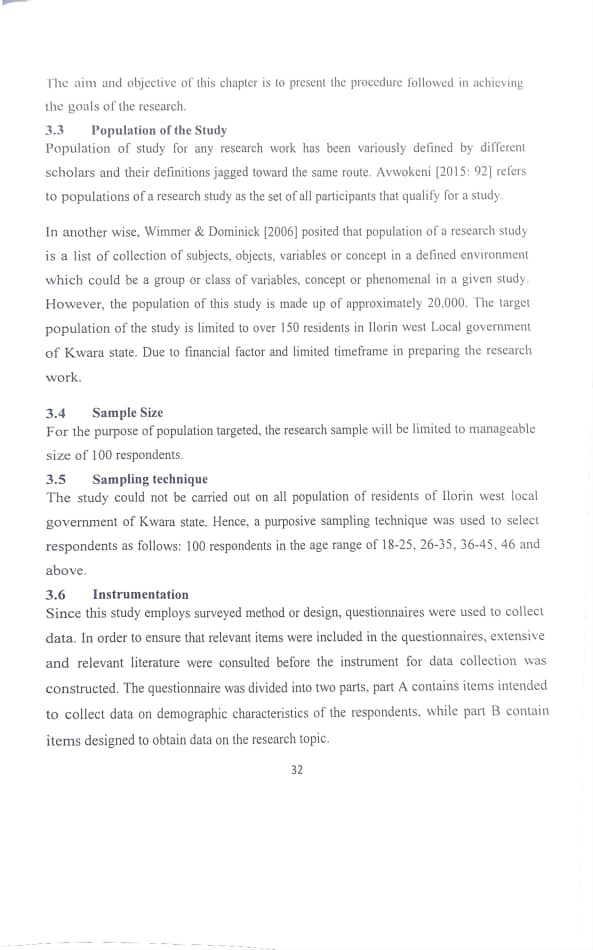 The aim and objective of this chapter is to present the procedure followed in achieving
the goals of the research.
3.3 Population of the Study
Population of study for any research work has been variously defined by different
scholars and their definitions jagged toward the same route. Avwokeni [2015: 92] refers
to populations of a research study as the set of all participants that qualify for a study.
In another wise, Wimmer & Dominick [2006] posited that population of a research study
is a list of collection of subjects, objects, variables or concept in a defined environment
which could be a group or class of variables, concept or phenomenal in a given study.
However, the population of this study is made up of approximately 20,000. The target
population of the study is limited to over 150 residents in Ilorin west Local government
of Kwara state. Due to financial factor and limited timeframe in preparing the research
work.
3.4 Sample Size
For the purpose of population targeted, the research sample will be limited to manageable
size of 100 respondents.
3.5 Sampling technique
The study could not be carried out on all population of residents of Ilorin west local
government of Kwara state. Hence, a purposive sampling technique was used to select
respondents as follows: 100 respondents in the age range of 18-25, 26-35, 36-45, 46 and
above.
3.6 Instrumentation
Since this study employs surveyed method or design, questionnaires were used to collect
data. In order to ensure that relevant items were included in the questionnaires, extensive
and relevant literature were consulted before the instrument for data collection was
constructed. The questionnaire was divided into two parts, part A contains items intended
to collect data on demographic characteristics of the respondents, while part B contain
items designed to obtain data on the research topic.
32